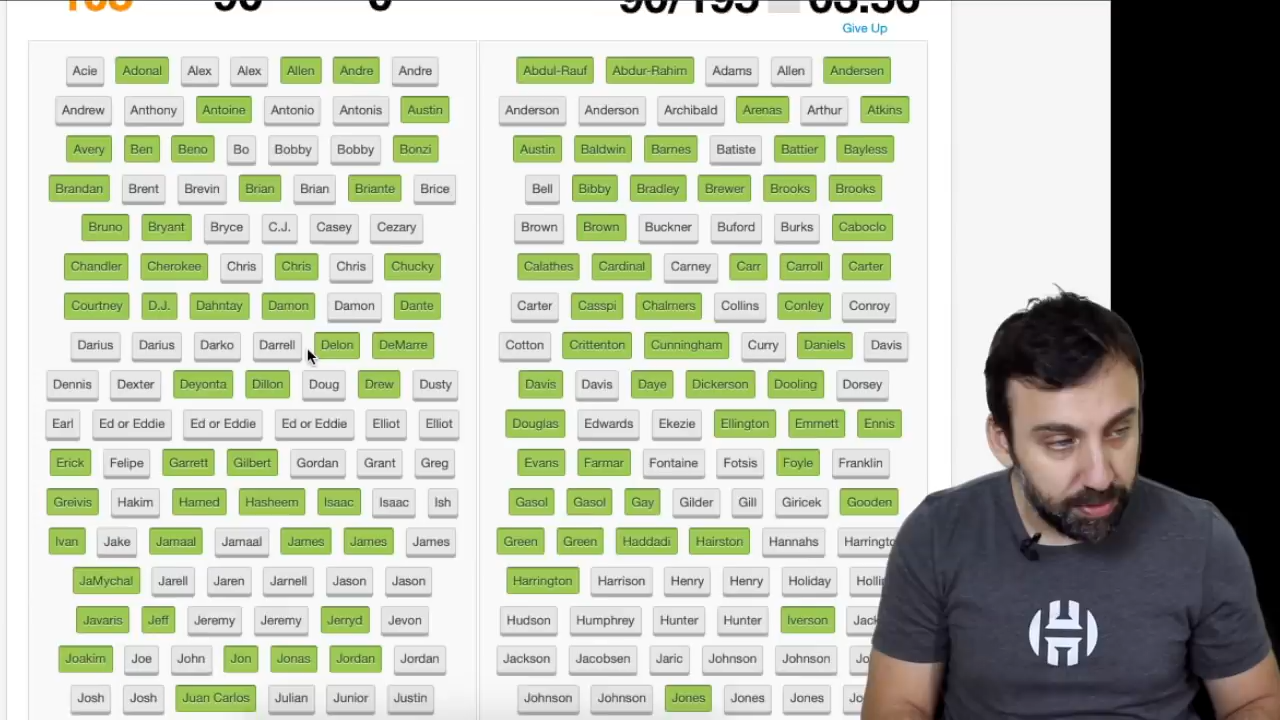 Give Up
Acie Adonal Alex Alex Allen Andre Andre
Andrew Anthony Antoine Antonio Antonis Austin
Avery Ben Beno Bo Bobby Bobby Bonzi
Brandan Brent Brevin Brian Brian Briante Brice
Bruno Bryant Bryce C.J. Casey Cezary
Chandler Cherokee Chris Chris Chris Chucky
Courtney D.J. Dahntay Damon Damon Dante
Darius Darius Darko Darrell Delon DeMarre
Dennis Dexter Deyonta Dillon Doug Drew Dusty
Earl Ed or Eddie Ed or Eddie Ed or Eddie Elliot Elliot
Erick Felipe Garrett Gilbert Gordan Grant Greg
Greivis Hakim Hamed Hasheem Isaac Isaac Ish
Ivan Jake Jamaal Jamaal James James James
JaMychal Jarell Jaren Jarnell Jason Jason
Javaris Jeff Jeremy Jeremy Jerryd Jevon
Joakim Joe John Jon Jonas Jordan Jordan
Josh Josh Juan Carlos Julian Junior Justin
Abdul-Rauf Abdur-Rahim Adams Allen Andersen
Anderson Anderson Archibald Arenas Arthur Atkins
Austin Baldwin Barnes Batiste Battier Bayless
Bell Bibby Bradley Brewer Brooks Brooks
Brown Brown Buckner Buford Burks Caboclo
Calathes Cardinal Carney Carr Carroll Carter
Carter Casspi Chalmers Collins Conley Conroy
Cotton Crittenton Cunningham Curry Daniels Davis
Davis Davis Daye Dickerson Dooling Dorsey
Douglas Edwards Ekezie Ellington Emmett Ennis
Evans Farmar Fontaine Fotsis Foyle Franklin
Gasol Gasol Gay Gilder Gill Giricek Gooden
Green Green Haddadi Hairston Hannahs
Harrington Harrison Henry Henry Holiday
Hudson Humphrey Hunter Hunter Iverson
Jackson Jacobsen Jaric Johnson Johnson
Johnson Johnson Jones Jones Jones